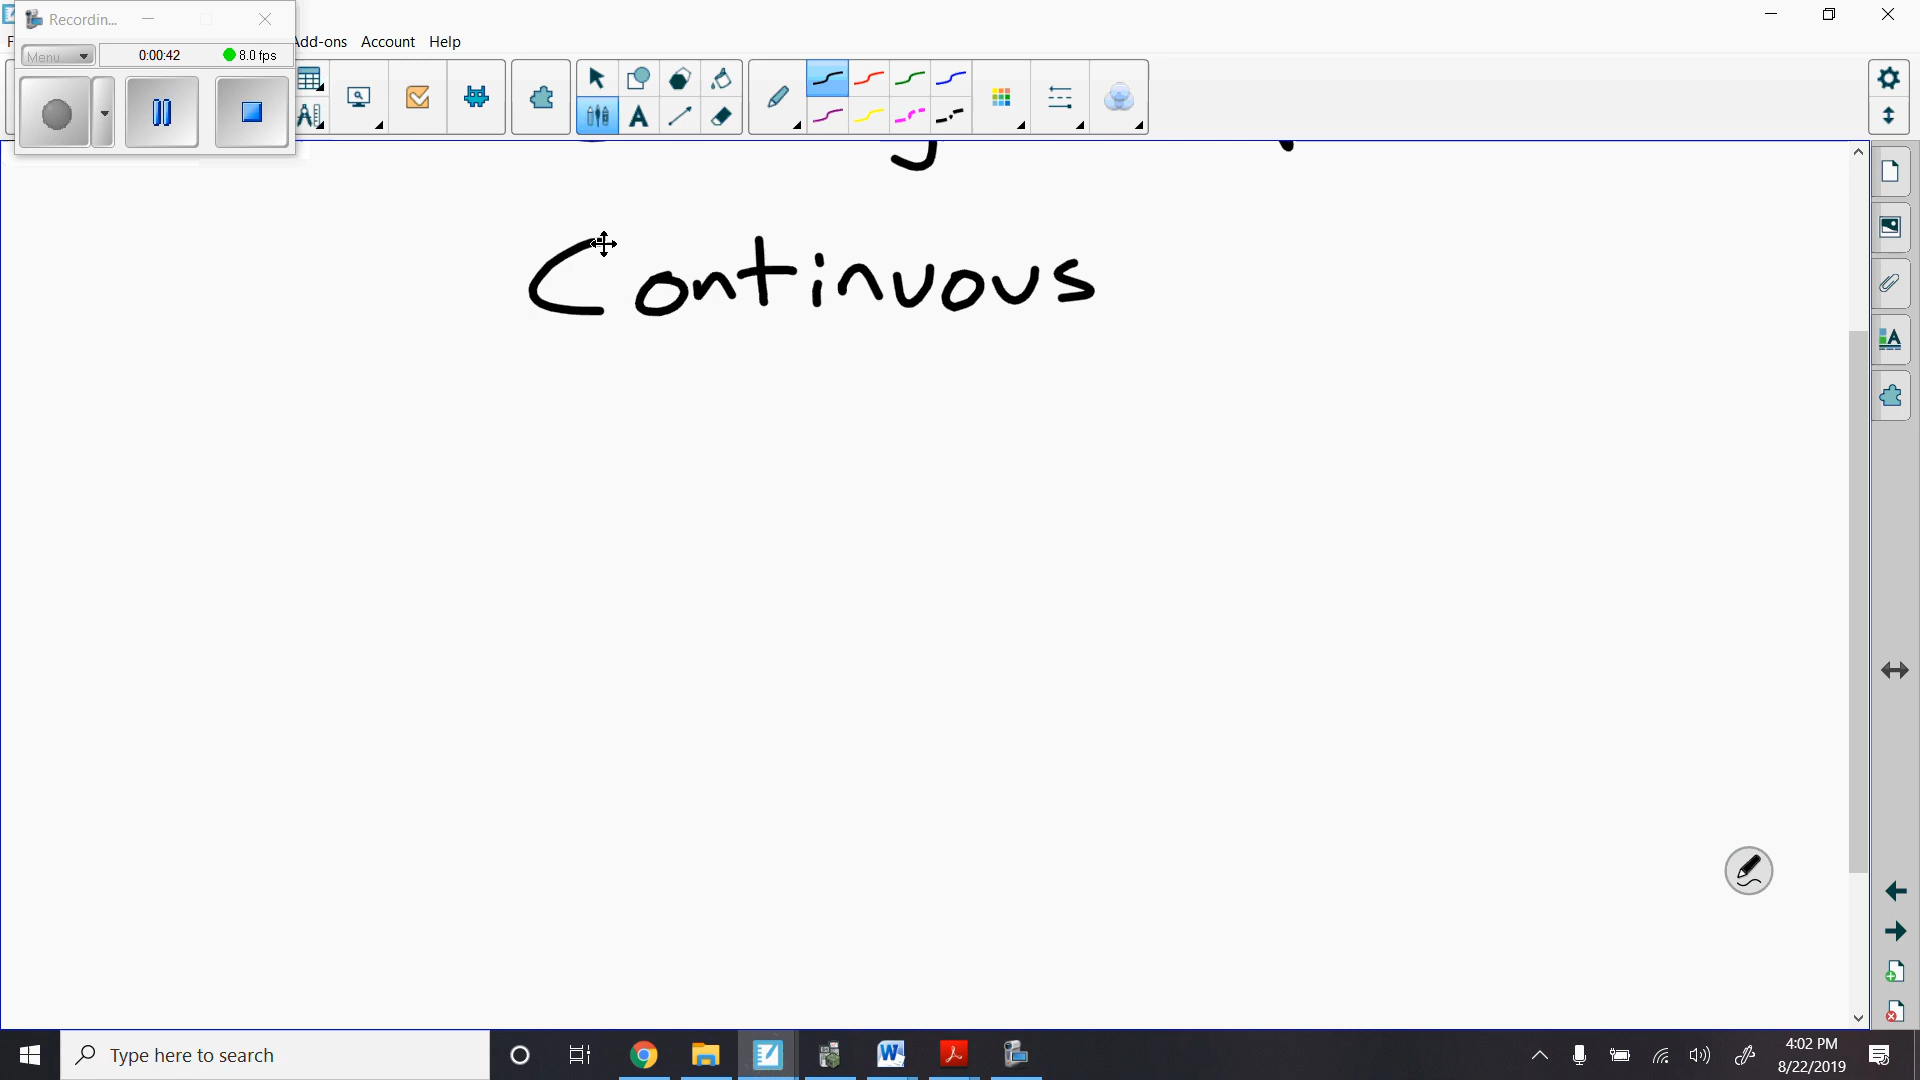 Recordin...
Add-ons Account Help
Menu 0:00:42 8.0 fps
Continuous
Type here to search
4:02 PM
8/22/2019